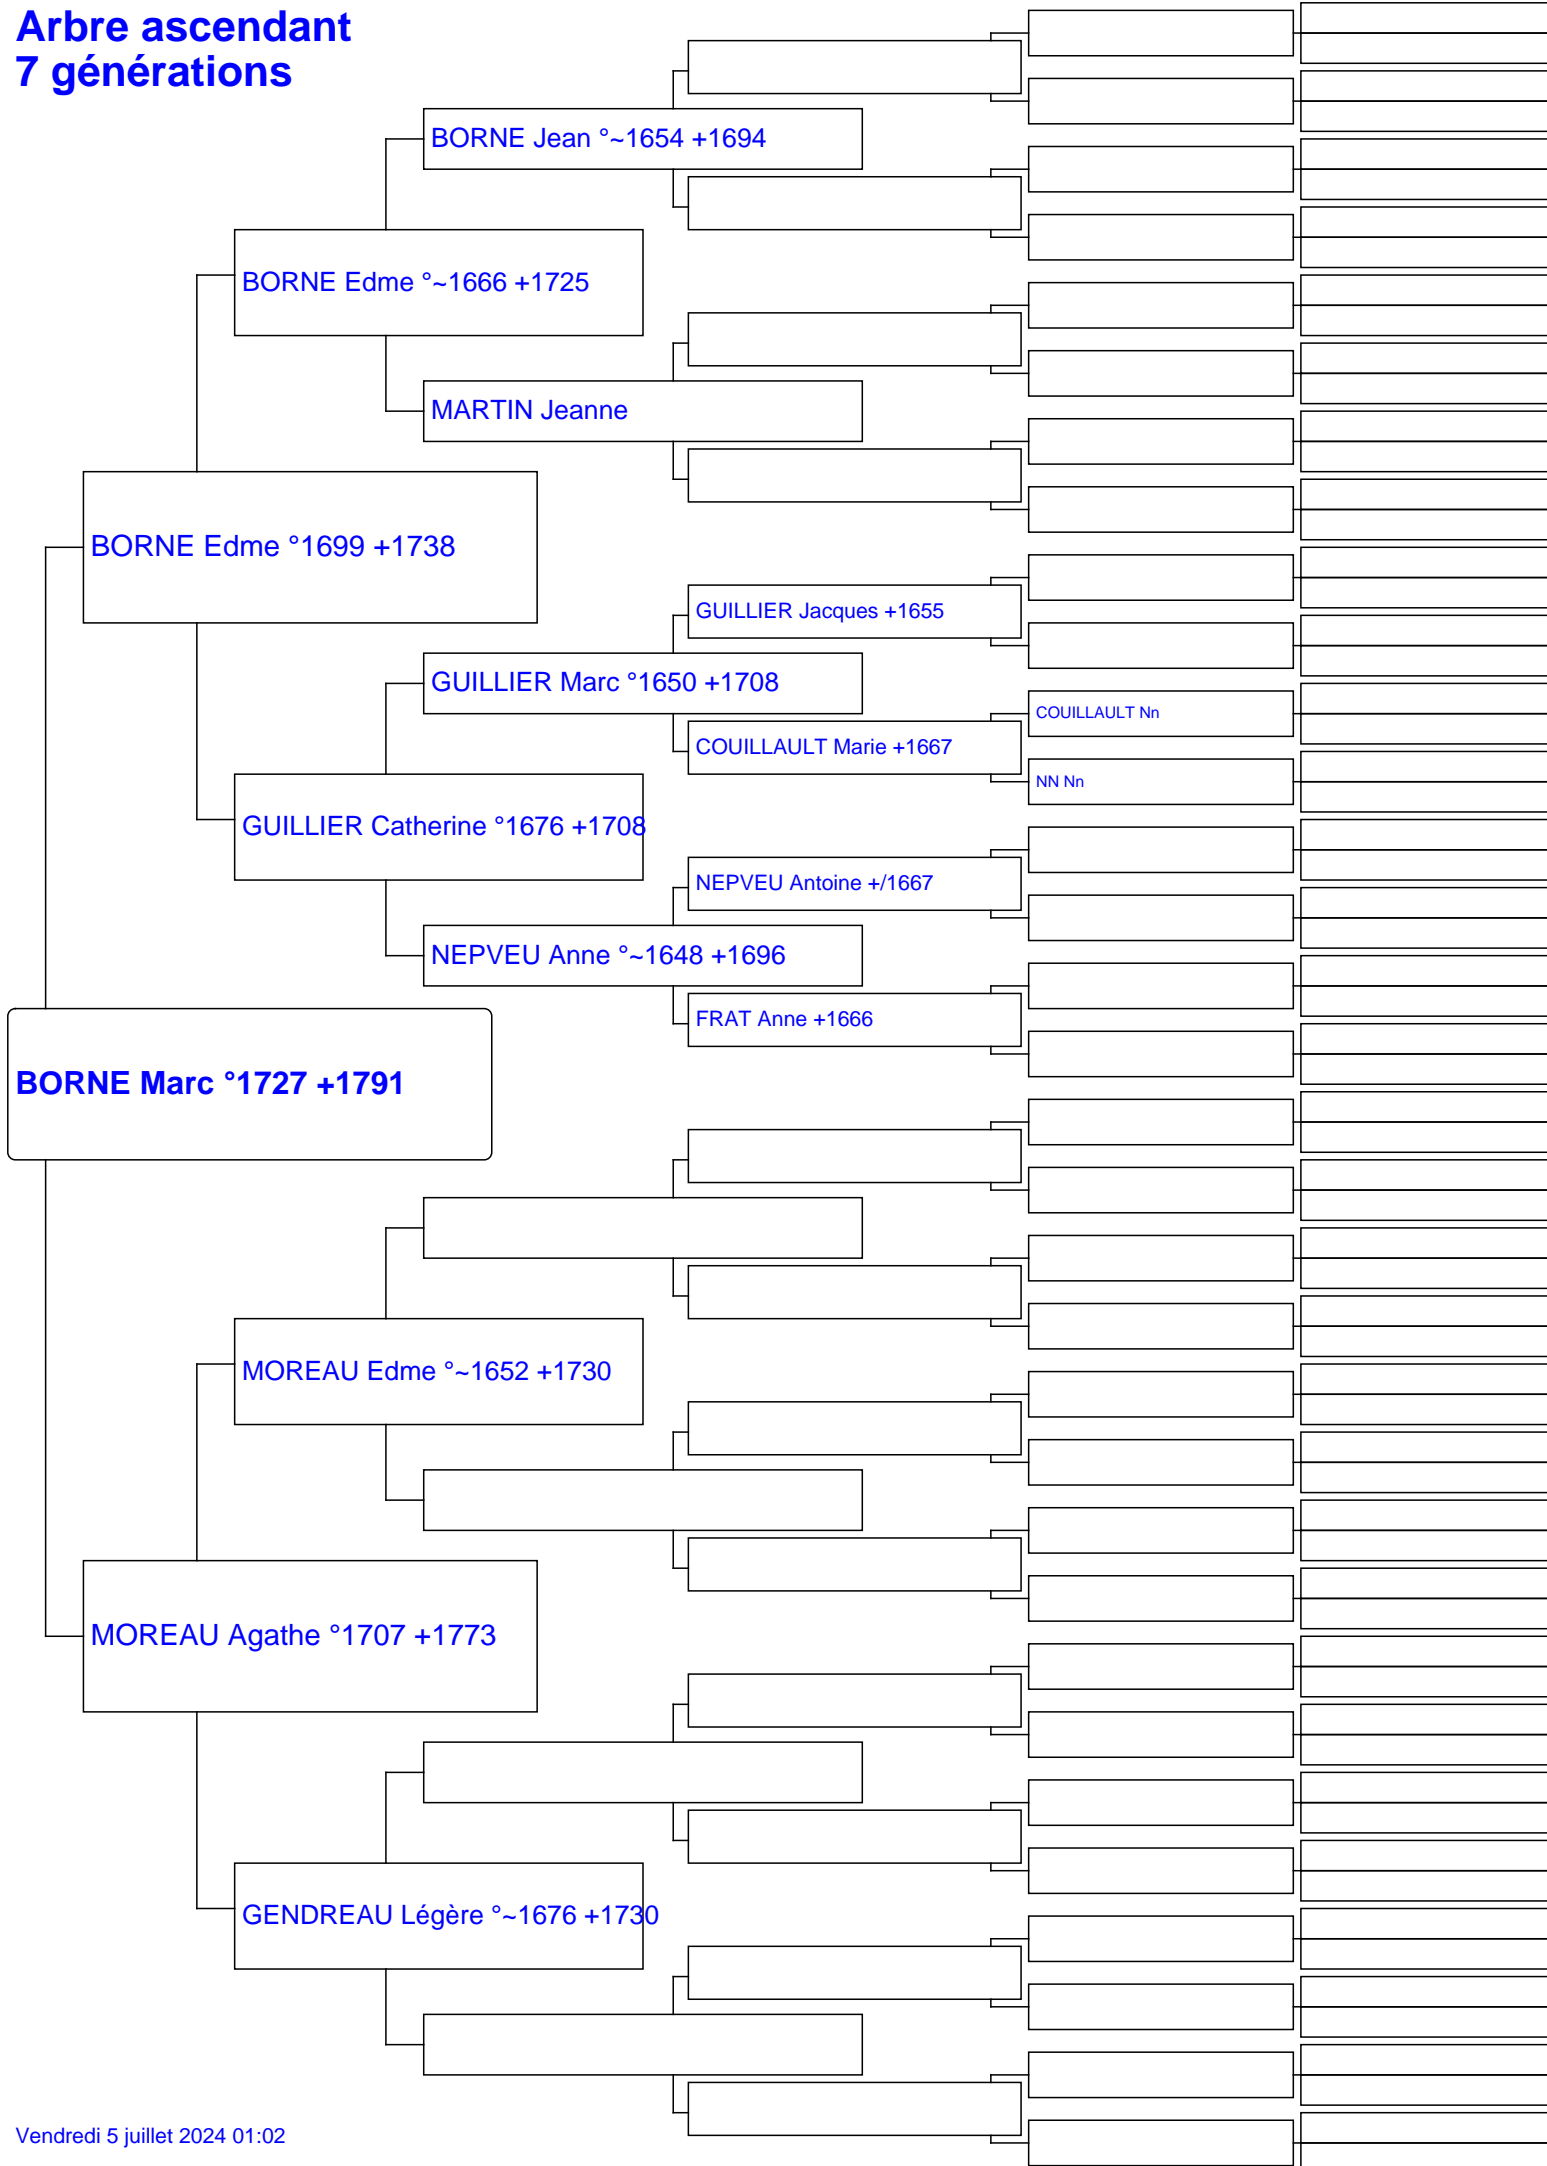 Arbre ascendant
7 générations
BORNE Jean °~1654 +1694
BORNE Edme °~1666 +1725
MARTIN Jeanne
BORNE Edme °1699 +1738
GUILLIER Jacques +1655
GUILLIER Marc °1650 +1708
COUILLAULT Nn
COUILLAULT Marie +1667
NN Nn
GUILLIER Catherine °1676 +1708
NEPVEU Antoine +/1667
NEPVEU Anne °~1648 +1696
FRAT Anne +1666
BORNE Marc °1727 +1791
MOREAU Edme °~1652 +1730
MOREAU Agathe °1707 +1773
GENDREAU Légère °~1676 +1730
Vendredi 5 juillet 2024 01:02